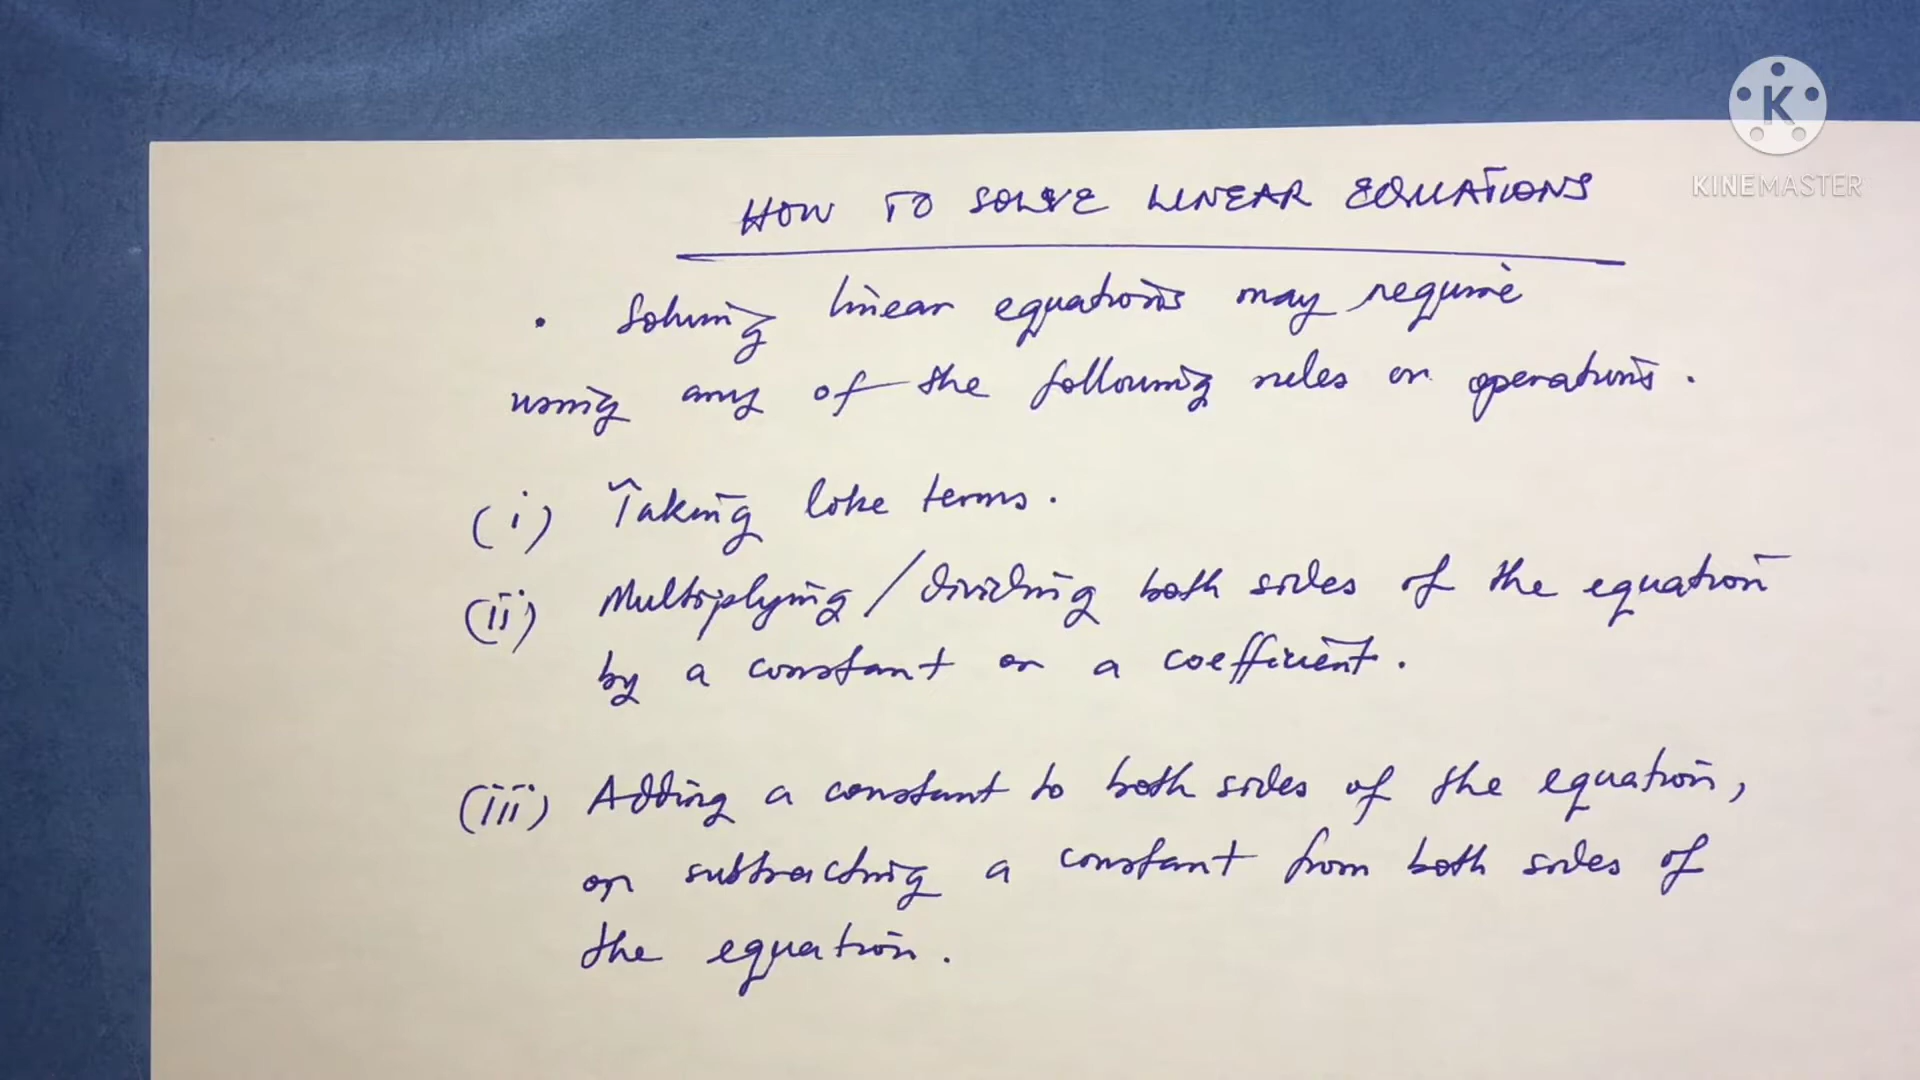 K
KINEMASTER
HOW TO SOLVE LINEAR EQUATIONS
• Solving linear equations may require
using any of the following rules or operations.
(i) Taking like terms.
(ii) Multiplying/dividing both sides of the equation
by a constant or a coefficient.
(iii) Adding a constant to both sides of the equation,
or subtracting a constant from both sides of
the equation.